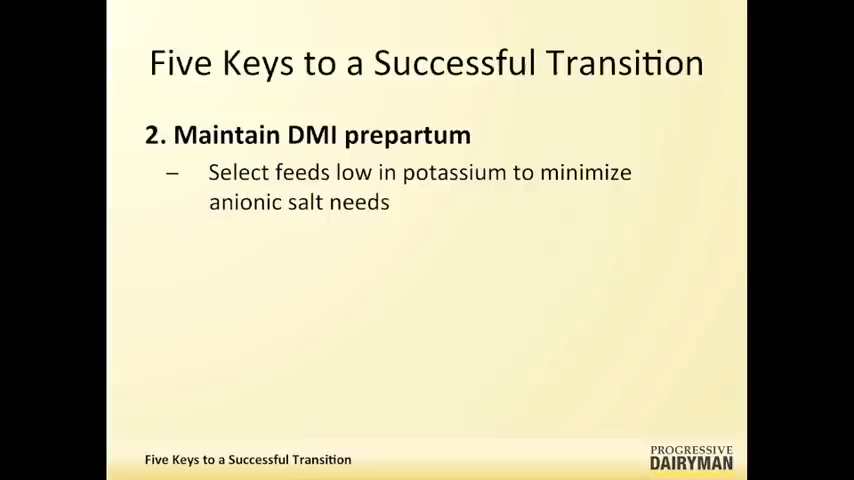 Five Keys to a Successful Transition
2. Maintain DMI prepartum
– Select feeds low in potassium to minimize
anionic salt needs
Five Keys to a Successful Transition
PROGRESSIVE
DAIRYMAN